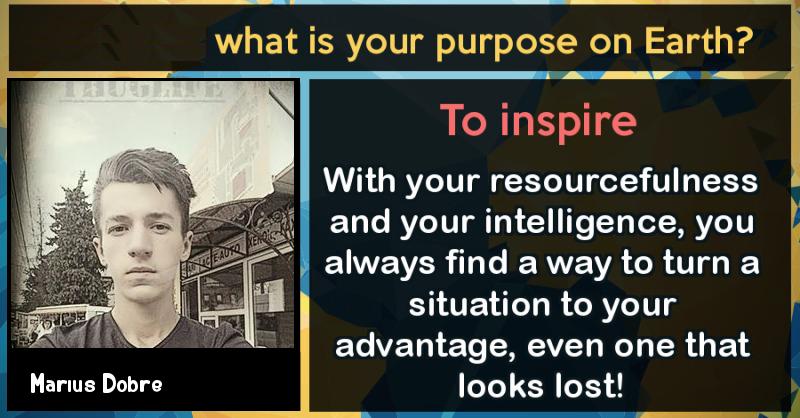 what is your purpose on Earth?
THUGLIFE
To inspire
With your resourcefulness
and your intelligence, you
always find a way to turn a
situation to your
advantage, even one that
looks lost!
Marius Dobre